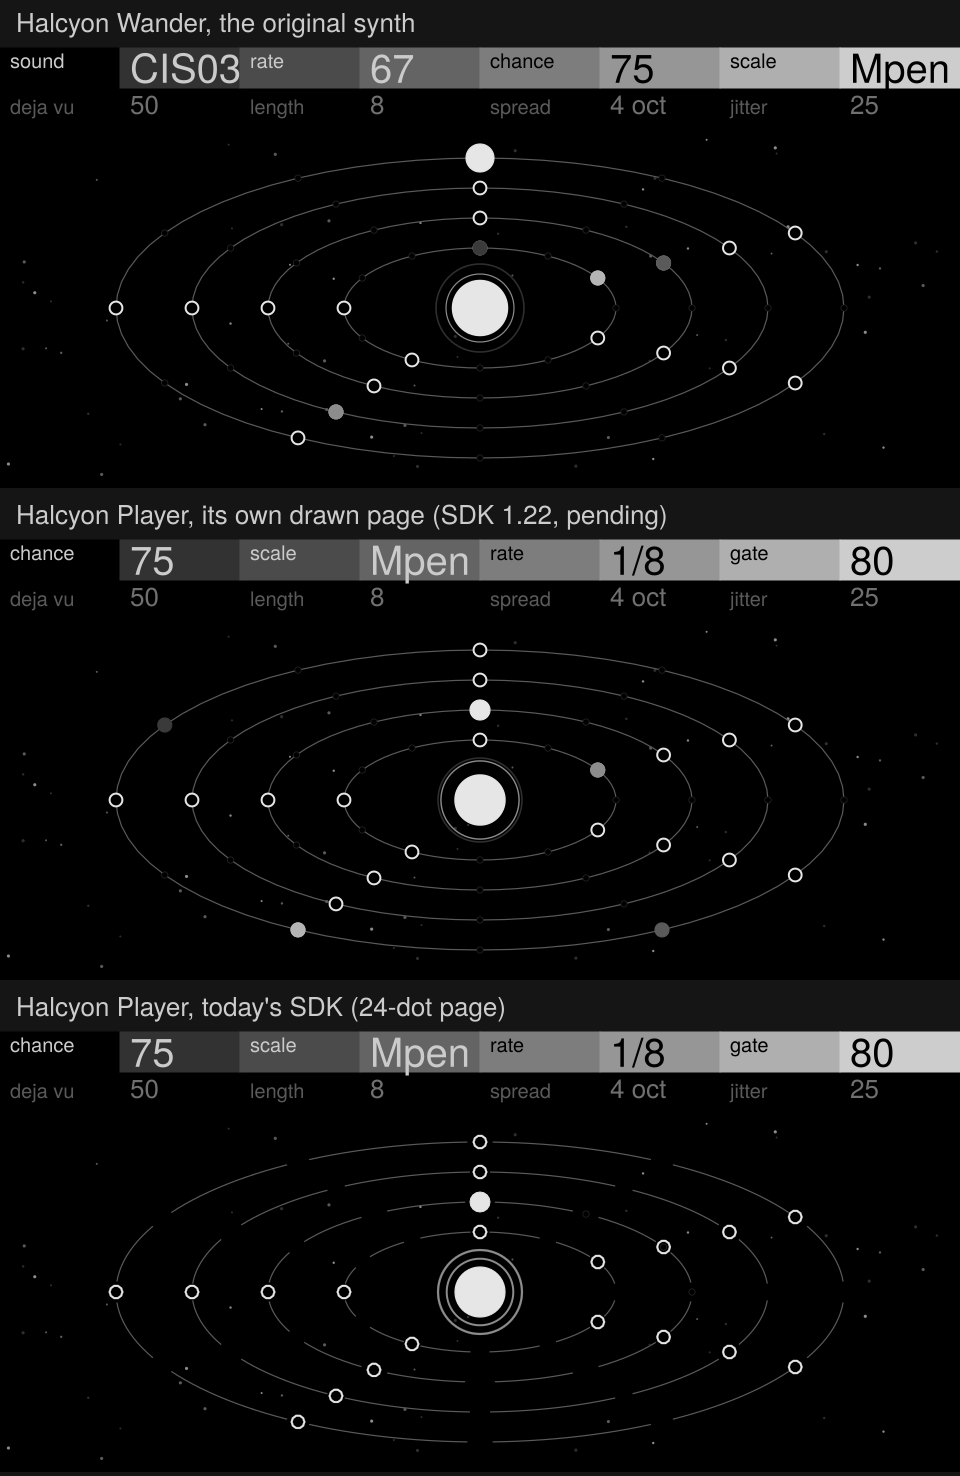 Halcyon Wander, the original synth
sound CIS03 rate 67 chance 75 scale Mpen
deja vu 50 length 8 spread 4 oct jitter 25
Halcyon Player, its own drawn page (SDK 1.22, pending)
chance 75 scale Mpen rate 1/8 gate 80
deja vu 50 length 8 spread 4 oct jitter 25
Halcyon Player, today's SDK (24-dot page)
chance 75 scale Mpen rate 1/8 gate 80
deja vu 50 length 8 spread 4 oct jitter 25